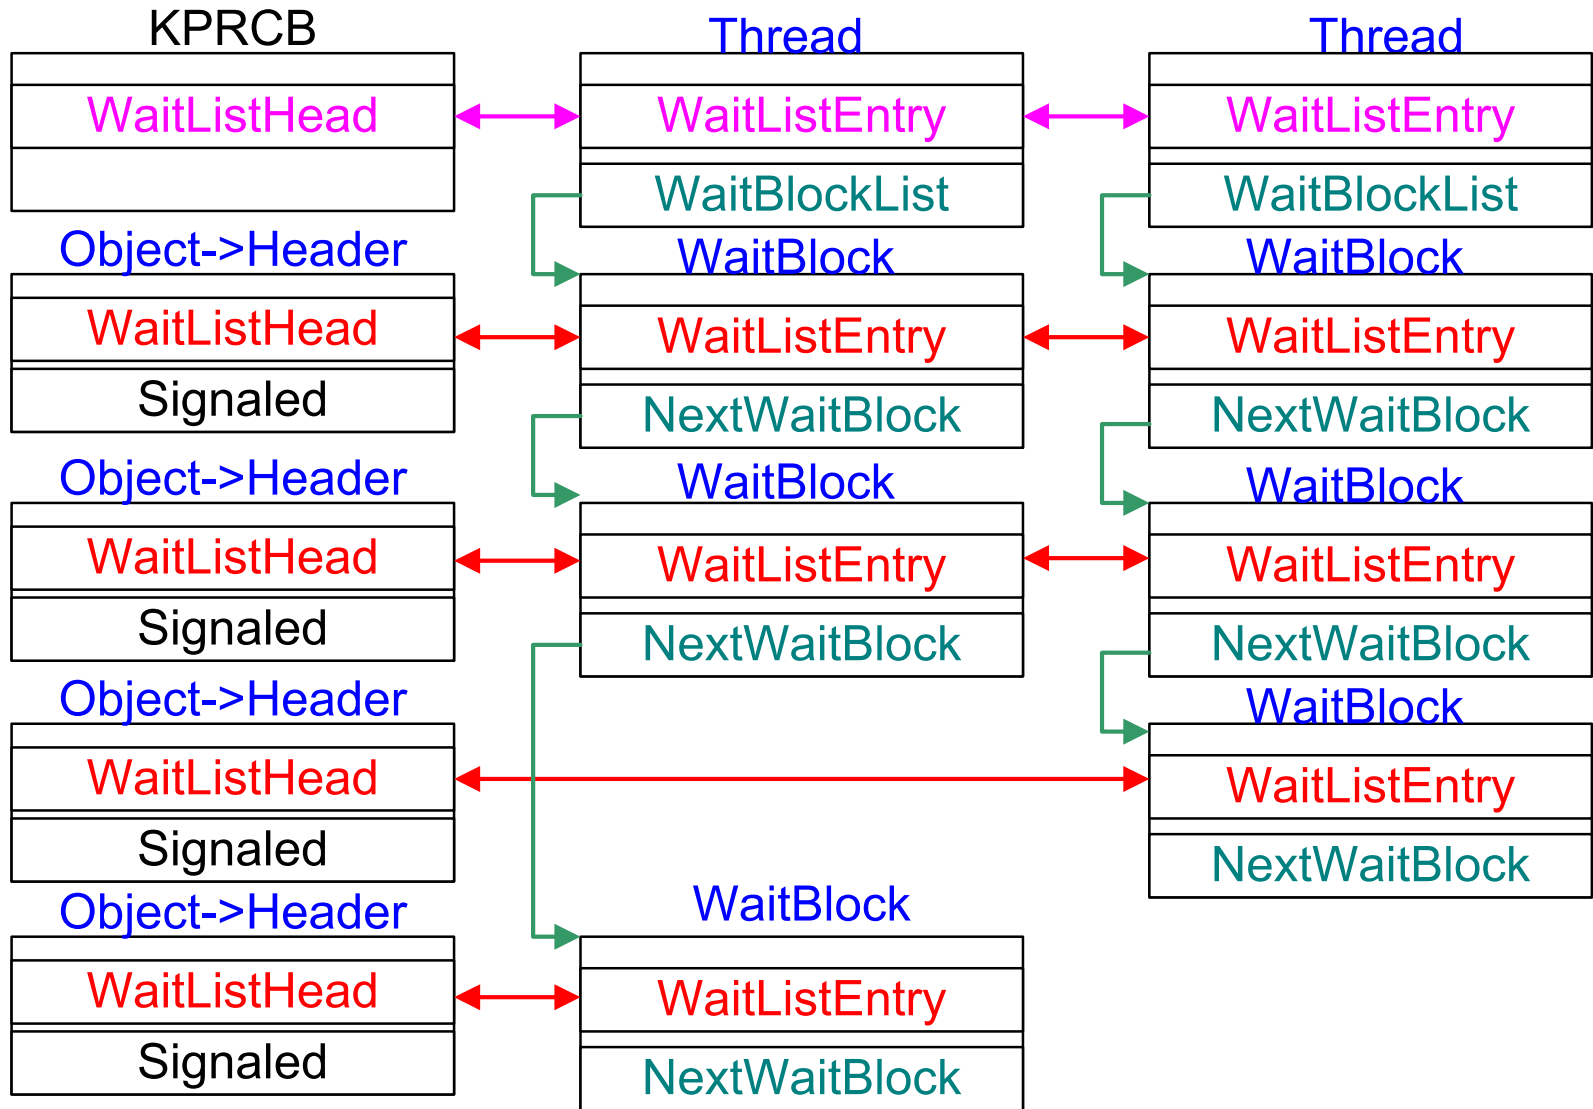 KPRCB
Thread
Thread
WaitListHead
WaitListEntry
WaitListEntry
WaitBlockList
WaitBlockList
Object->Header
WaitBlock
WaitBlock
WaitListHead
WaitListEntry
WaitListEntry
Signaled
NextWaitBlock
NextWaitBlock
Object->Header
WaitBlock
WaitBlock
WaitListHead
WaitListEntry
WaitListEntry
Signaled
NextWaitBlock
NextWaitBlock
Object->Header
WaitBlock
WaitListHead
WaitListEntry
Signaled
NextWaitBlock
Object->Header
WaitBlock
WaitListHead
WaitListEntry
Signaled
NextWaitBlock